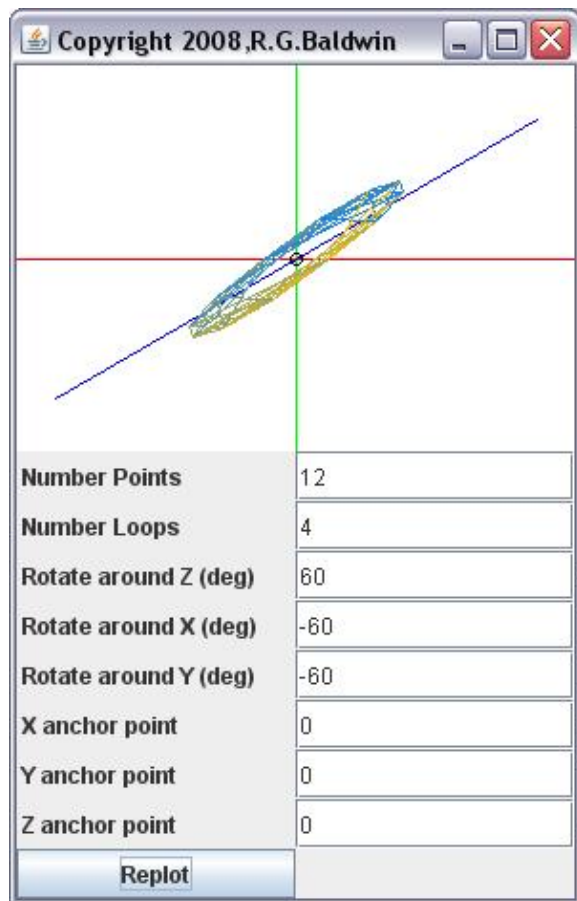 Copyright 2008,R.G.Baldwin
Number Points 12
Number Loops 4
Rotate around Z (deg) 60
Rotate around X (deg) -60
Rotate around Y (deg) -60
X anchor point 0
Y anchor point 0
Z anchor point 0
Replot